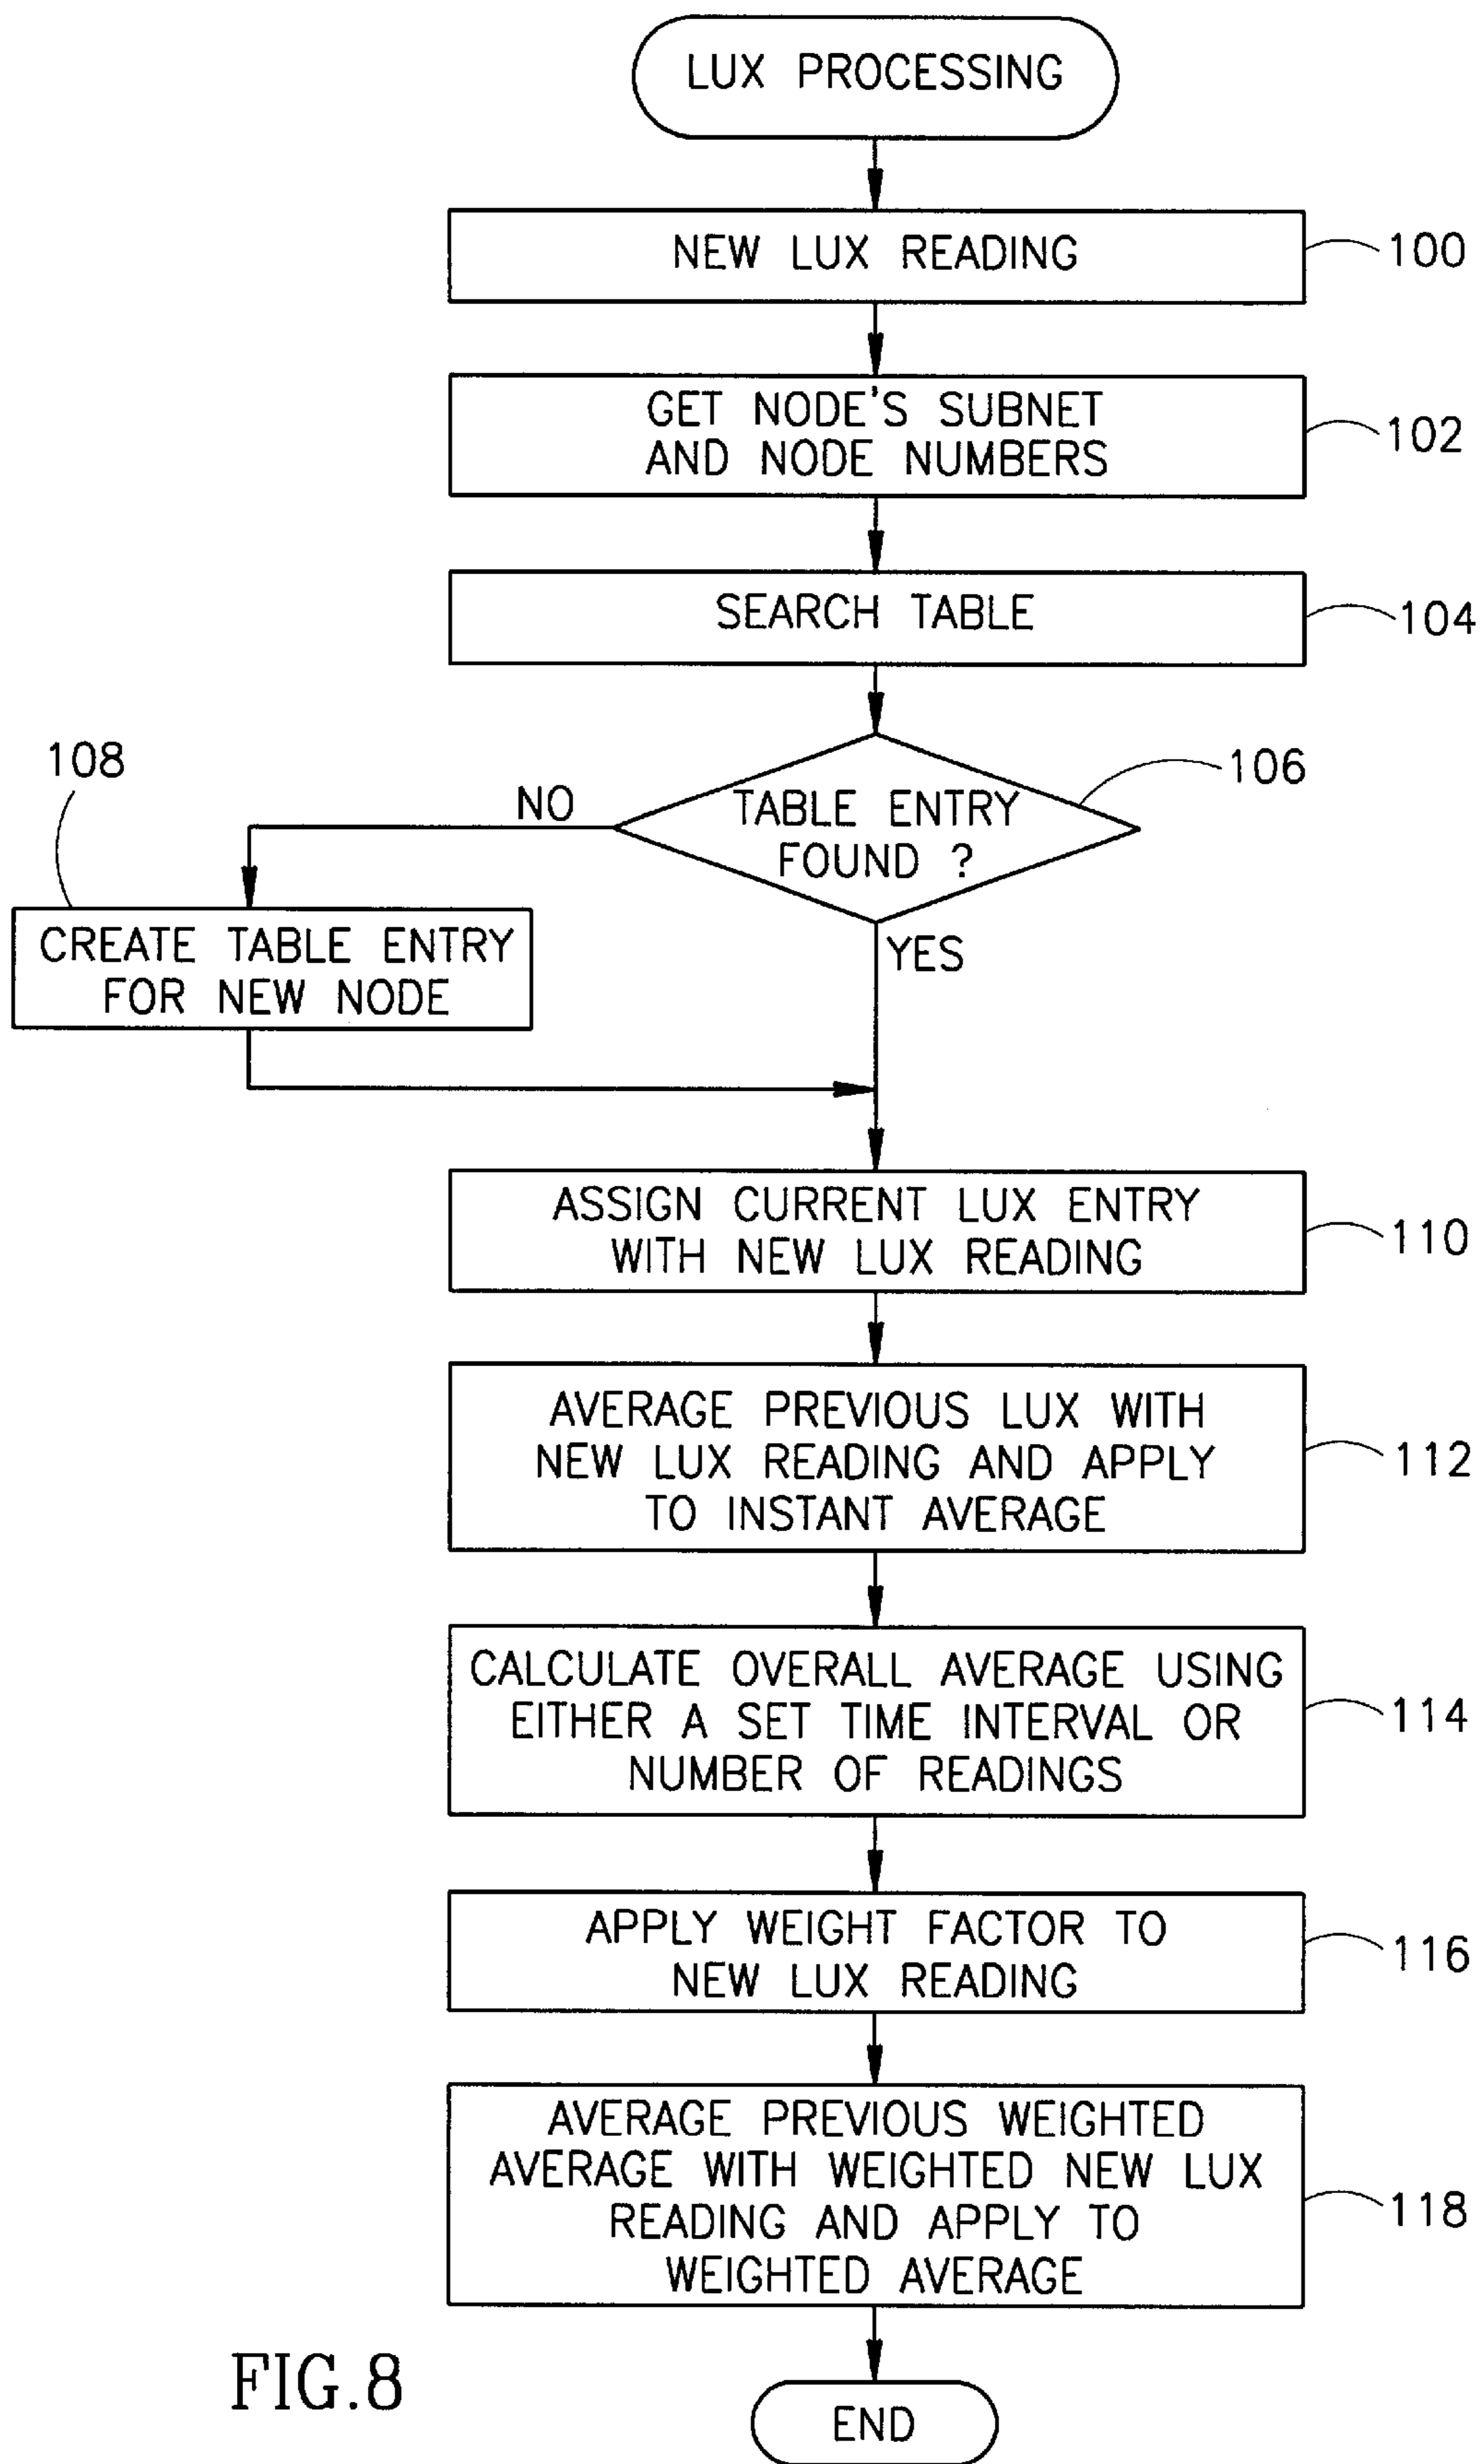 LUX PROCESSING
NEW LUX READING
100
GET NODE'S SUBNET
AND NODE NUMBERS
102
SEARCH TABLE
104
108
106
NO
TABLE ENTRY
FOUND ?
YES
CREATE TABLE ENTRY
FOR NEW NODE
ASSIGN CURRENT LUX ENTRY
WITH NEW LUX READING
110
AVERAGE PREVIOUS LUX WITH
NEW LUX READING AND APPLY
TO INSTANT AVERAGE
112
CALCULATE OVERALL AVERAGE USING
EITHER A SET TIME INTERVAL OR
NUMBER OF READINGS
114
APPLY WEIGHT FACTOR TO
NEW LUX READING
116
AVERAGE PREVIOUS WEIGHTED
AVERAGE WITH WEIGHTED NEW LUX
READING AND APPLY TO
WEIGHTED AVERAGE
118
FIG.8
END